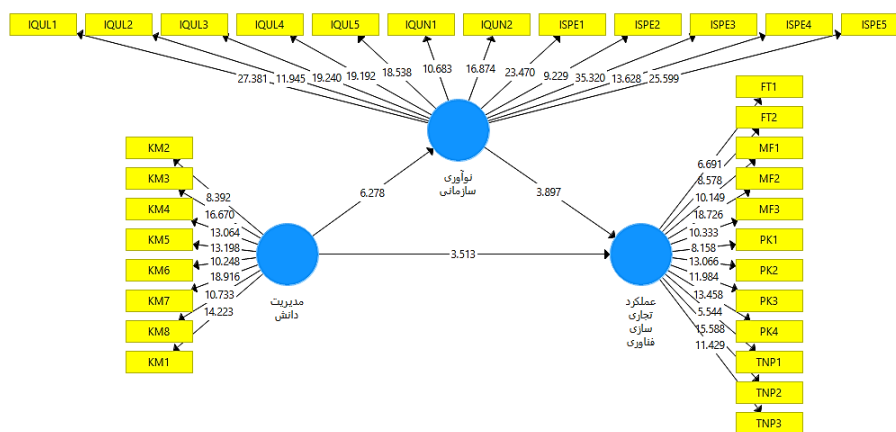 IQUL1 IQUL2 IQUL3 IQUL4 IQUL5 IQUN1 IQUN2 ISPE1 ISPE2 ISPE3 ISPE4 ISPE5
27.381 11.945 19.240 19.192 18.538 10.683 16.874 23.470 9.229 35.320 13.628 25.599
نوآوری
سازمانی
6.278
3.897
3.513
KM2
KM3
KM4
KM5
KM6
KM7
KM8
KM1
8.392
16.670
13.064
13.198
10.248
18.916
10.733
14.223
مدیریت
دانش
عملکرد
تجاری
سازی
فناوری
6.691
8.578
10.149
18.726
10.333
8.158
13.066
11.984
13.458
5.544
15.588
11.429
FT1
FT2
MF1
MF2
MF3
PK1
PK2
PK3
PK4
TNP1
TNP2
TNP3